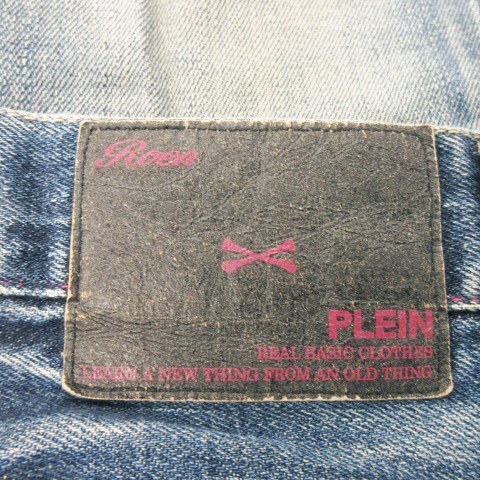 Roen
PLEIN
REAL BASIC CLOTHES
LEARN A NEW THING FROM AN OLD THING